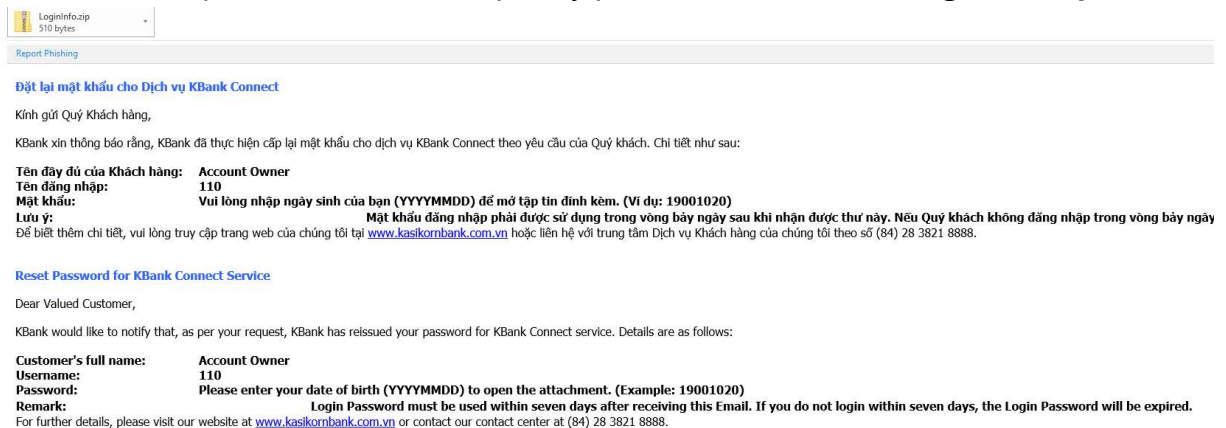 LoginInfo.zip
510 bytes
Report Phishing
Đặt lại mật khẩu cho Dịch vụ KBank Connect
Kính gửi Quý Khách hàng,
KBank xin thông báo rằng, KBank đã thực hiện cấp lại mật khẩu cho dịch vụ KBank Connect theo yêu cầu của Quý khách. Chi tiết như sau:
Tên đầy đủ của Khách hàng: Account Owner
Tên đăng nhập: 110
Mật khẩu: Vui lòng nhập ngày sinh của bạn (YYYYMMDD) để mở tập tin đính kèm. (Ví dụ: 19001020)
Lưu ý: Mật khẩu đăng nhập phải được sử dụng trong vòng bảy ngày sau khi nhận được thư này. Nếu Quý khách không đăng nhập trong vòng bảy ngày
Để biết thêm chi tiết, vui lòng truy cập trang web của chúng tôi tại www.kasikornbank.com.vn hoặc liên hệ với trung tâm Dịch vụ Khách hàng của chúng tôi theo số (84) 28 3821 8888.
Reset Password for KBank Connect Service
Dear Valued Customer,
KBank would like to notify that, as per your request, KBank has reissued your password for KBank Connect service. Details are as follows:
Customer's full name: Account Owner
Username: 110
Password: Please enter your date of birth (YYYYMMDD) to open the attachment. (Example: 19001020)
Remark: Login Password must be used within seven days after receiving this Email. If you do not login within seven days, the Login Password will be expired.
For further details, please visit our website at www.kasikornbank.com.vn or contact our contact center at (84) 28 3821 8888.